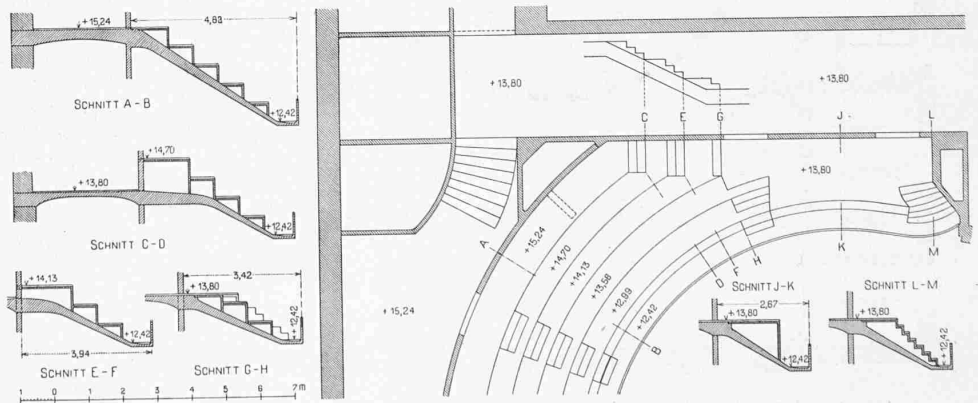 4,83
+15,24
+12,42
SCHNITT A-B
+14,70
+13,80
+12,42
SCHNITT C-D
+14,13
+12,42
3,94
SCHNITT E-F
3,42
+13,80
+12,42
SCHNITT G-H
1 0 1 2 3 4 5 6 7m
+13,80
+13,80
C E G J L
+13,80
A
+15,24
+14,70
+14,13
+13,56
+12,99
+12,42
B
D F H K M
+15,24
SCHNITT J-K
2,67
+13,80
+12,42
SCHNITT L-M
+13,80
+12,42